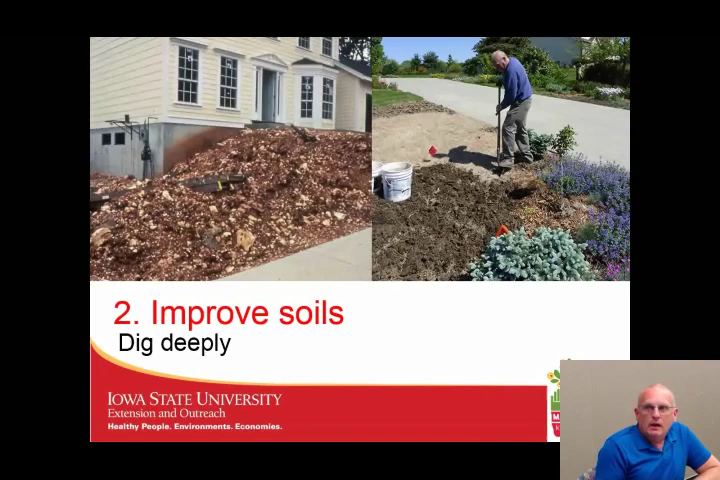 2. Improve soils
Dig deeply
IOWA STATE UNIVERSITY
Extension and Outreach
Healthy People. Environments. Economies.